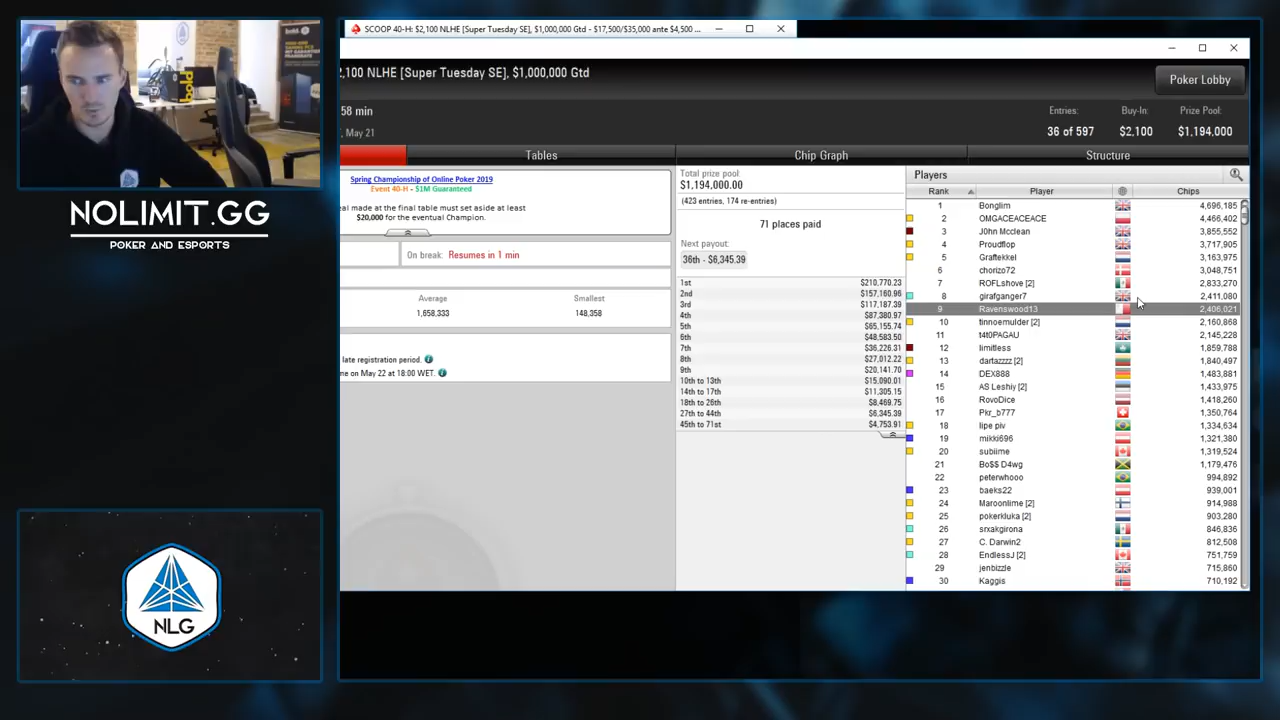 SCOOP 40-H: $2,100 NLHE [Super Tuesday SE], $1,000,000 Gtd - $17,500/$35,000 ante $4,500 ...
2,100 NLHE [Super Tuesday SE], $1,000,000 Gtd
Poker Lobby
58 min
, May 21
Entries: Buy-In: Prize Pool:
36 of 597 $2,100 $1,194,000
Tables Chip Graph Structure
Spring Championship of Online Poker 2019
Event 40-H - $1M Guaranteed
eal made at the final table must set aside at least
$20,000 for the eventual Champion.
On break: Resumes in 1 min
Average Smallest
1,658,333 148,358
late registration period.
me on May 22 at 18:00 WET.
Total prize pool
$1,194,000.00
(423 entries, 174 re-entries)
71 places paid
Next payout:
36th - $6,345.39
1st $210,770.23
2nd $157,160.96
3rd $117,187.39
4th $87,380.97
5th $65,155.74
6th $48,583.50
7th $36,226.31
8th $27,012.22
9th $20,141.70
10th to 13th $15,090.01
14th to 17th $11,305.15
18th to 26th $8,469.75
27th to 44th $6,345.39
45th to 71st $4,753.91
Players
Rank Player Chips
1 Bonglim 4,696,185
2 OMGACEACEACE 4,466,402
3 J0hn Mcclean 3,855,552
4 Proudflop 3,717,905
5 Graftekkel 3,163,975
6 chorizo72 3,048,751
7 ROFLshove [2] 2,833,270
8 girafganger7 2,411,080
9 Ravenswood13 2,406,021
10 tinnoemulder [2] 2,160,868
11 t4t0PAGAU 2,145,228
12 limitless 1,859,788
13 dartazzzz [2] 1,840,497
14 DEX888 1,483,881
15 AS Leshiy [2] 1,433,975
16 RovoDice 1,418,260
17 Pkr_b777 1,350,764
18 lipe piv 1,334,634
19 mikki696 1,321,380
20 subiime 1,319,524
21 Bo$$ D4wg 1,179,476
22 peterwhooo 994,892
23 baeks22 939,001
24 Maroonlime [2] 914,988
25 pokerkluka [2] 903,280
26 srxakgirona 846,836
27 C. Darwin2 812,508
28 EndlessJ [2] 751,759
29 jenbizzle 715,860
30 Kaggis 710,192
bold
NOLIMIT.GG
POKER AND ESPORTS
NLG